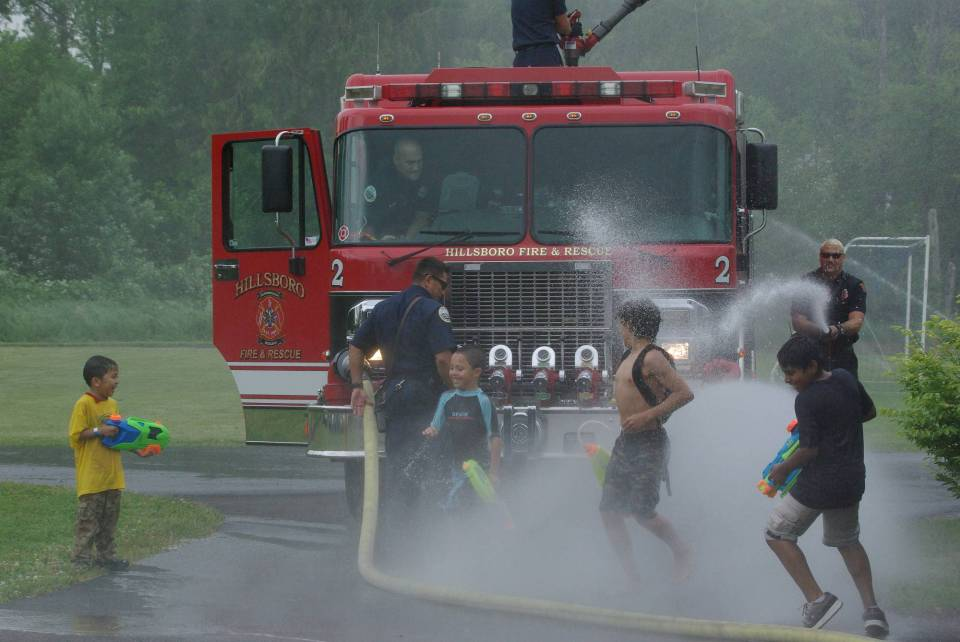 HILLSBORO FIRE & RESCUE
2
2
HILLSBORO
FIRE & RESCUE